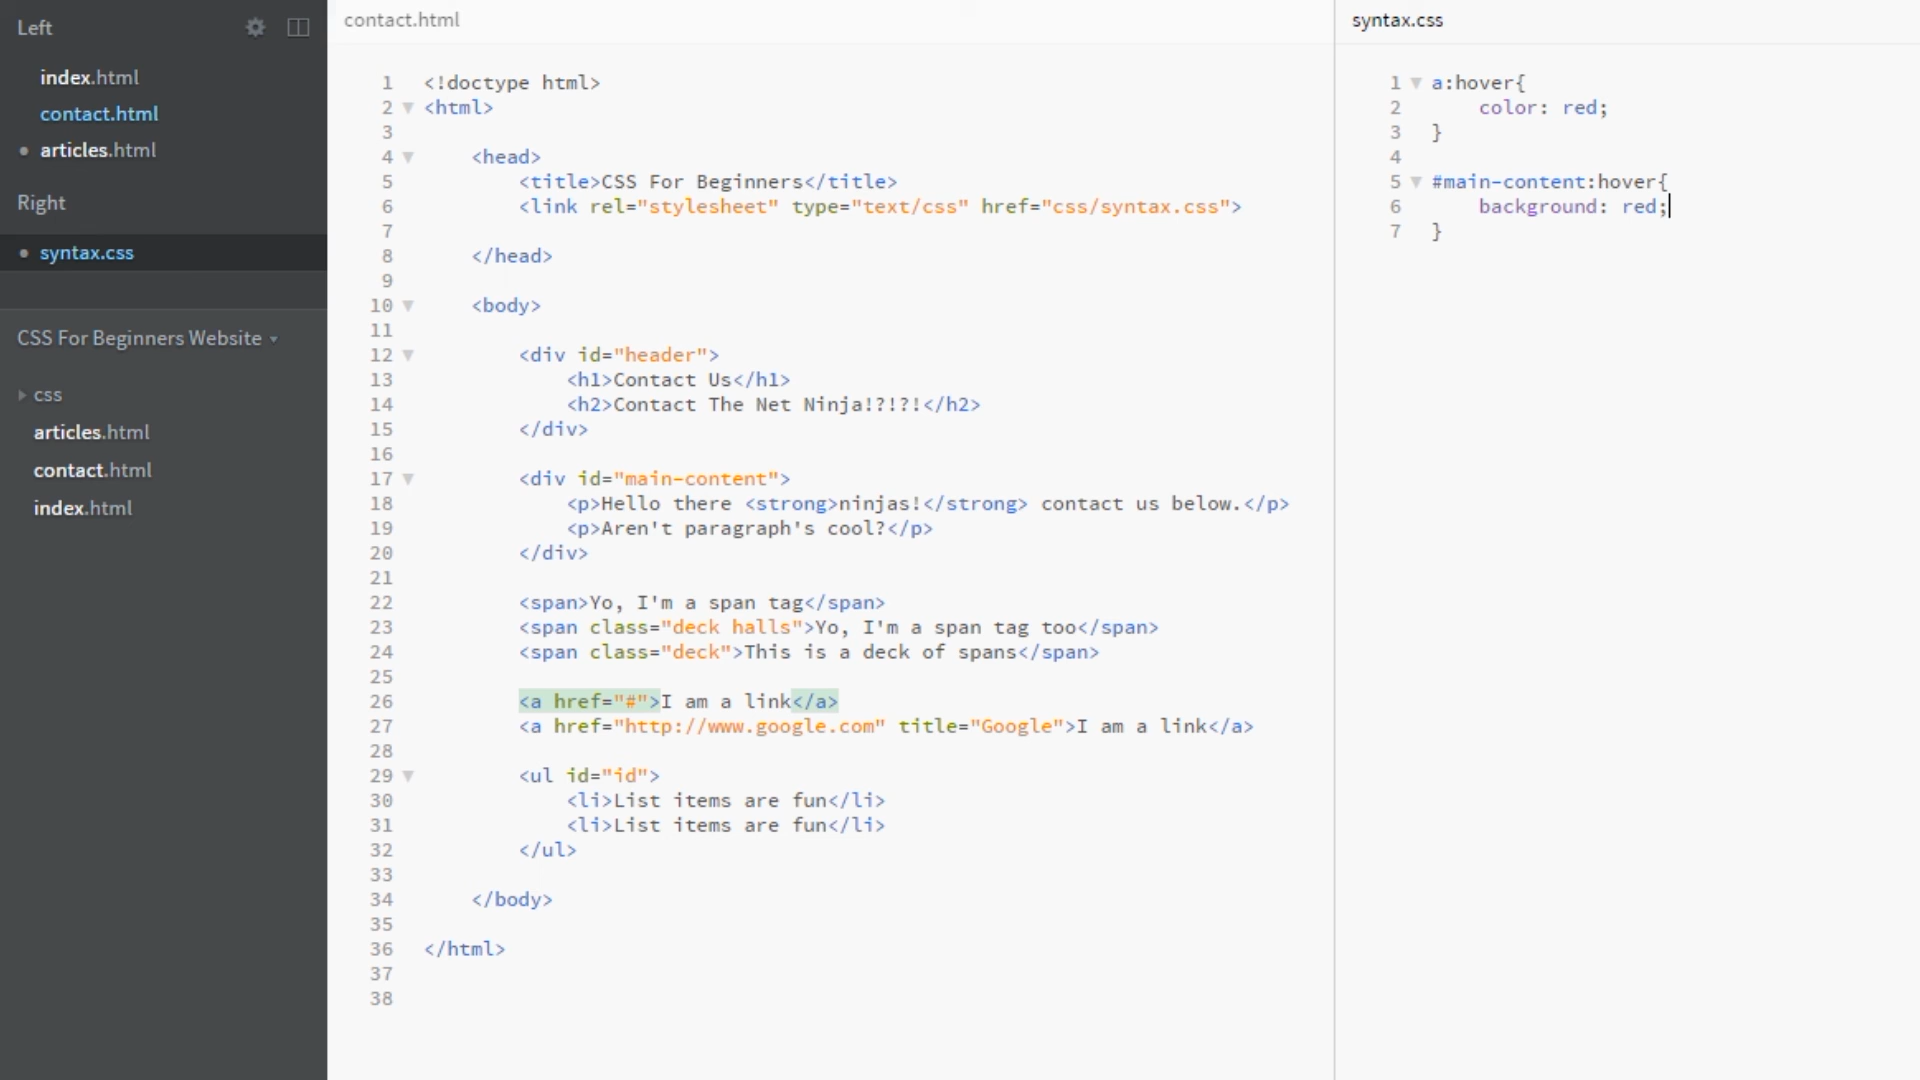 Left
index.html
contact.html
articles.html
Right
syntax.css
CSS For Beginners Website
css
articles.html
contact.html
index.html
contact.html
1 <!doctype html>
2 <html>
3
4 <head>
5 <title>CSS For Beginners</title>
6 <link rel="stylesheet" type="text/css" href="css/syntax.css">
7
8 </head>
9
10 <body>
11
12 <div id="header">
13 <h1>Contact Us</h1>
14 <h2>Contact The Net Ninja!?!?!</h2>
15 </div>
16
17 <div id="main-content">
18 <p>Hello there <strong>ninjas!</strong> contact us below.</p>
19 <p>Aren't paragraph's cool?</p>
20 </div>
21
22 <span>Yo, I'm a span tag</span>
23 <span class="deck halls">Yo, I'm a span tag too</span>
24 <span class="deck">This is a deck of spans</span>
25
26 <a href="#">I am a link</a>
27 <a href="http://www.google.com" title="Google">I am a link</a>
28
29 <ul id="id">
30 <li>List items are fun</li>
31 <li>List items are fun</li>
32 </ul>
33
34 </body>
35
36 </html>
37
38
syntax.css
1 a:hover{
2 color: red;
3 }
4
5 #main-content:hover{
6 background: red;
7 }